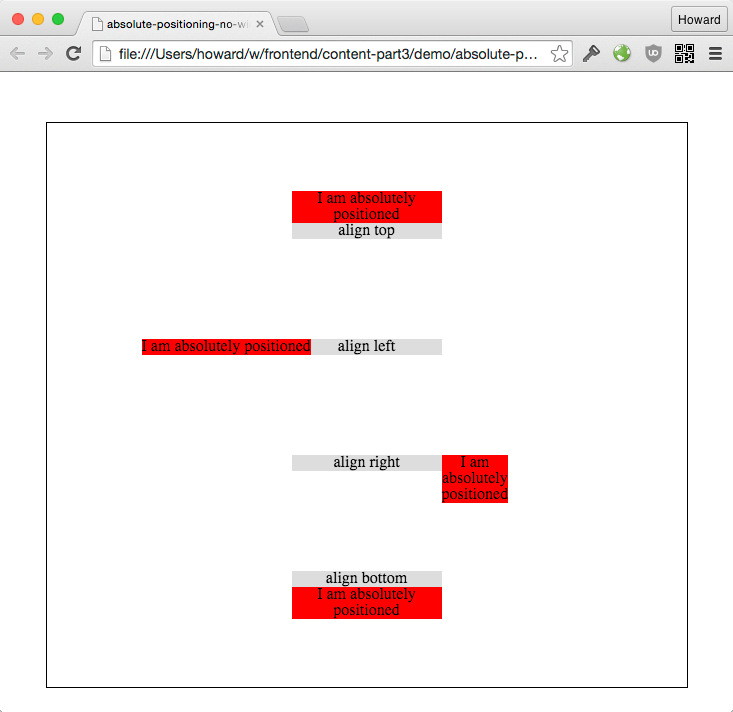 Howard
absolute-positioning-no-wi
file:///Users/howard/w/frontend/content-part3/demo/absolute-p...
I am absolutely
positioned
align top
I am absolutely positioned align left
align right I am
absolutely
positioned
align bottom
I am absolutely
positioned